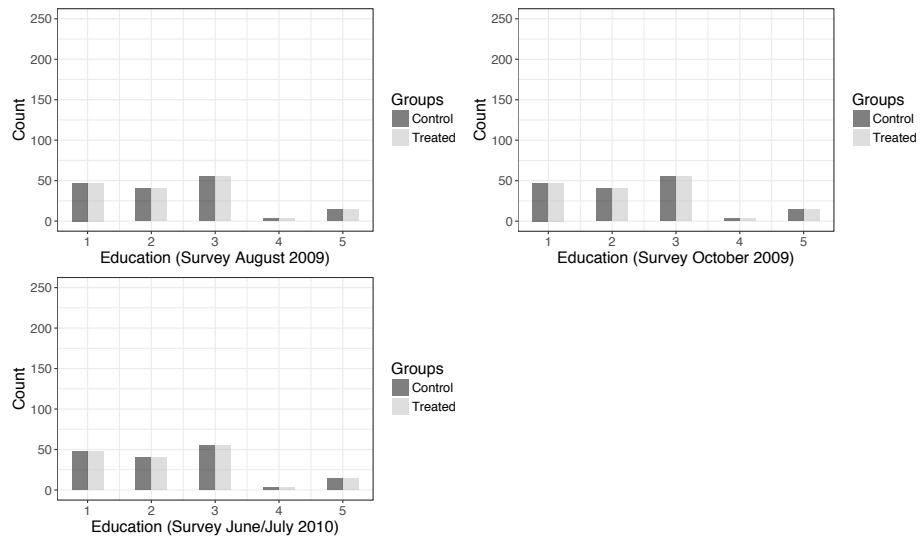 250
200
150
100
50
0
Count
1 2 3 4 5
Education (Survey August 2009)
Groups
Control
Treated
250
200
150
100
50
0
Count
1 2 3 4 5
Education (Survey October 2009)
Groups
Control
Treated
250
200
150
100
50
0
Count
1 2 3 4 5
Education (Survey June/July 2010)
Groups
Control
Treated